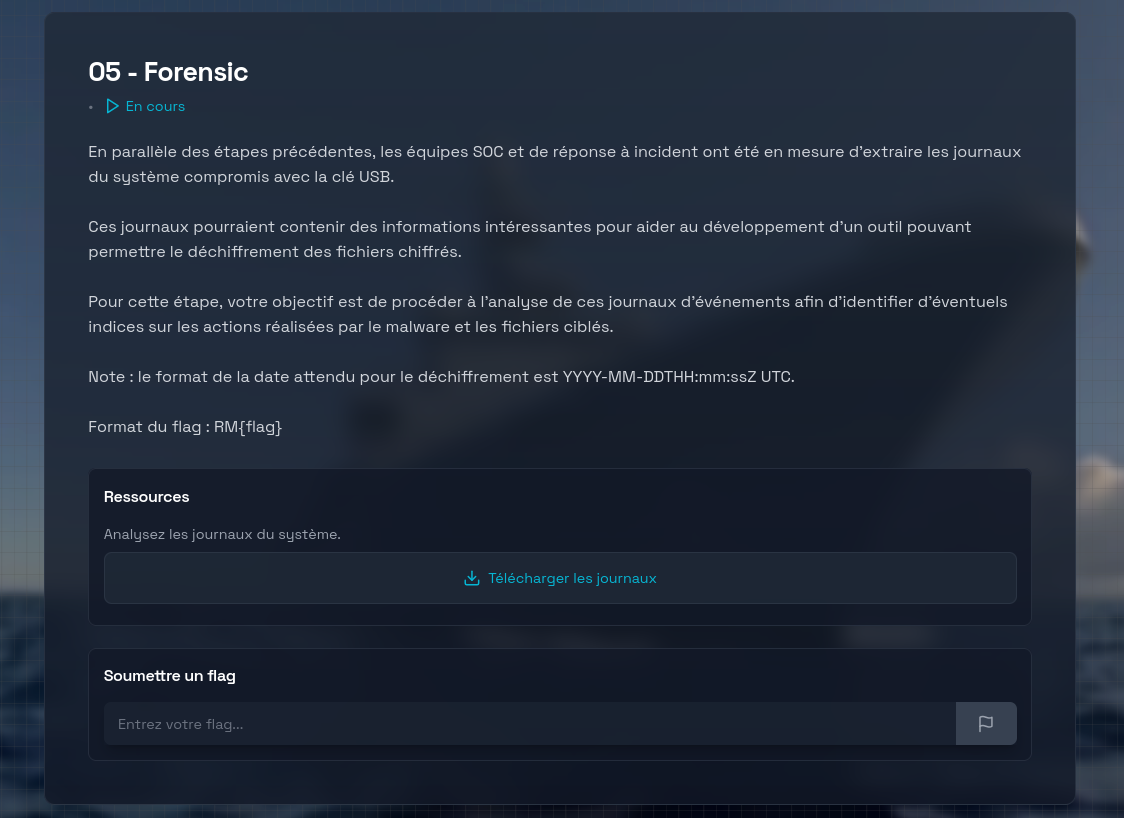 05 - Forensic
• En cours
En parallèle des étapes précédentes, les équipes SOC et de réponse à incident ont été en mesure d'extraire les journaux
du système compromis avec la clé USB.
Ces journaux pourraient contenir des informations intéressantes pour aider au développement d'un outil pouvant
permettre le déchiffrement des fichiers chiffrés.
Pour cette étape, votre objectif est de procéder à l'analyse de ces journaux d'événements afin d'identifier d'éventuels
indices sur les actions réalisées par le malware et les fichiers ciblés.
Note : le format de la date attendu pour le déchiffrement est YYYY-MM-DDTHH:mm:ssZ UTC.
Format du flag : RM{flag}
Ressources
Analysez les journaux du système.
Télécharger les journaux
Soumettre un flag
Entrez votre flag...